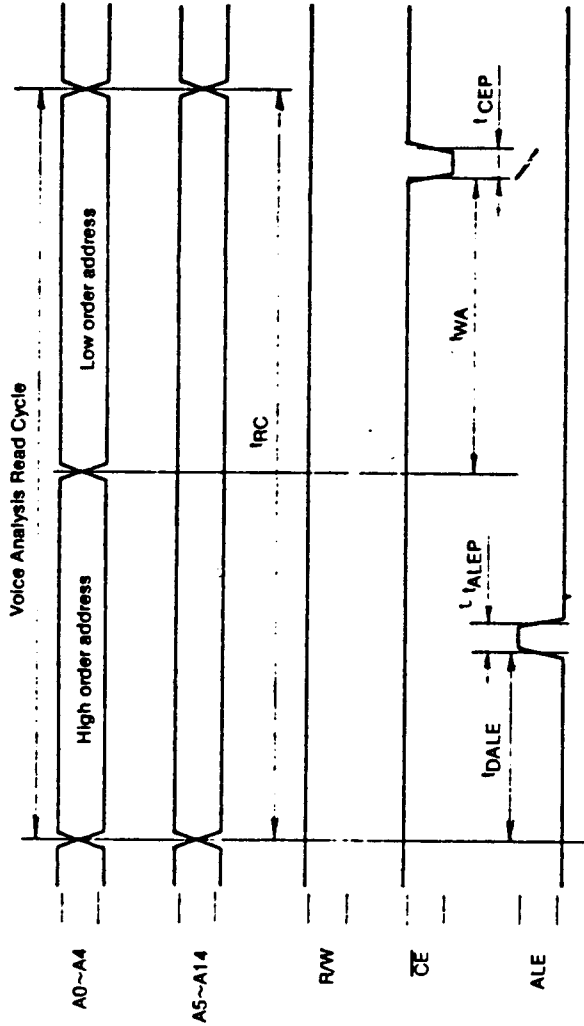 Voice Analysis Read Cycle
A0~A4
High order address
Low order address
A5~A14
tRC
R/W
CE
tWA
tCEP
ALE
tDALE
tALEP